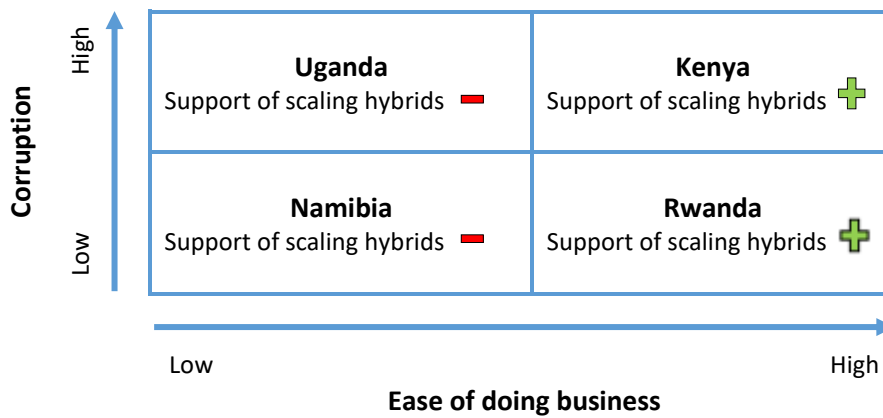 High
Corruption
Low
Uganda
Support of scaling hybrids
Kenya
Support of scaling hybrids
Namibia
Support of scaling hybrids
Rwanda
Support of scaling hybrids
Low
High
Ease of doing business